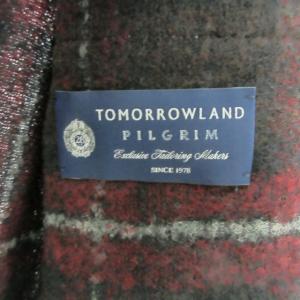 TOMORROWLAND
PILGRIM
Exclusive Tailoring Makers
SINCE 1978